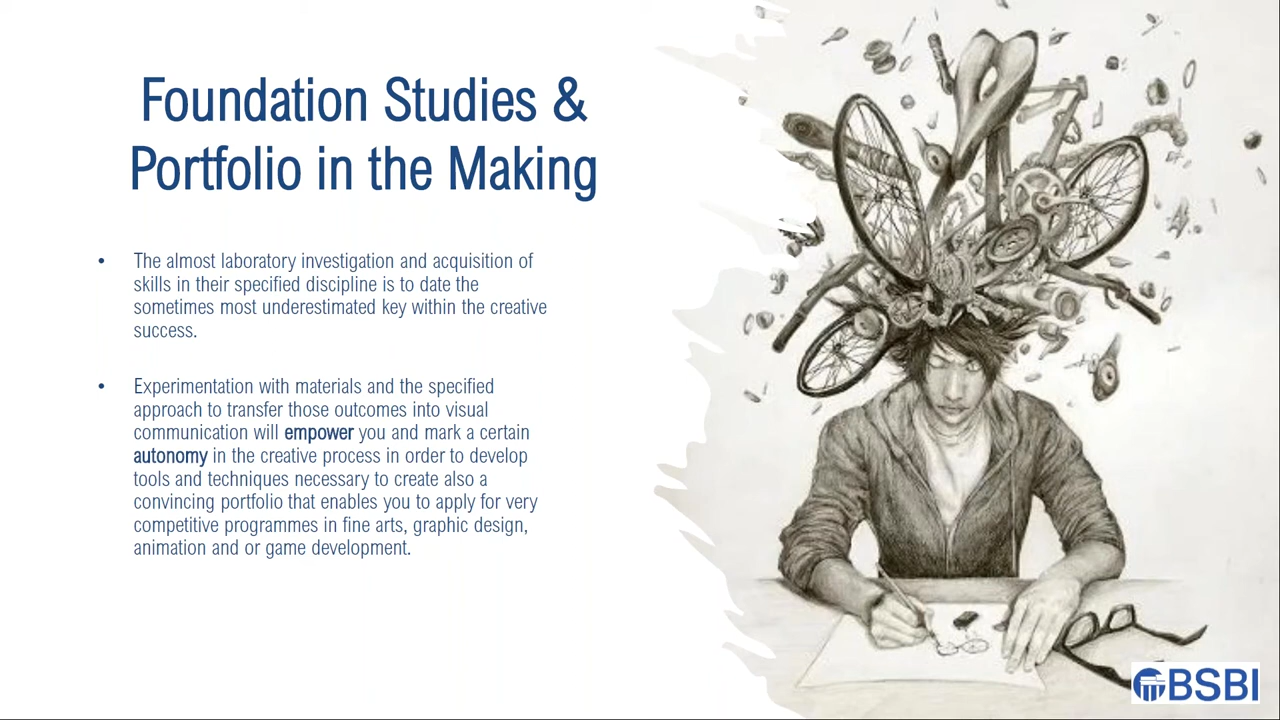 Foundation Studies &
Portfolio in the Making
• The almost laboratory investigation and acquisition of
skills in their specified discipline is to date the
sometimes most underestimated key within the creative
success.
• Experimentation with materials and the specified
approach to transfer those outcomes into visual
communication will empower you and mark a certain
autonomy in the creative process in order to develop
tools and techniques necessary to create also a
convincing portfolio that enables you to apply for very
competitive programmes in fine arts, graphic design,
animation and or game development.
BSBI